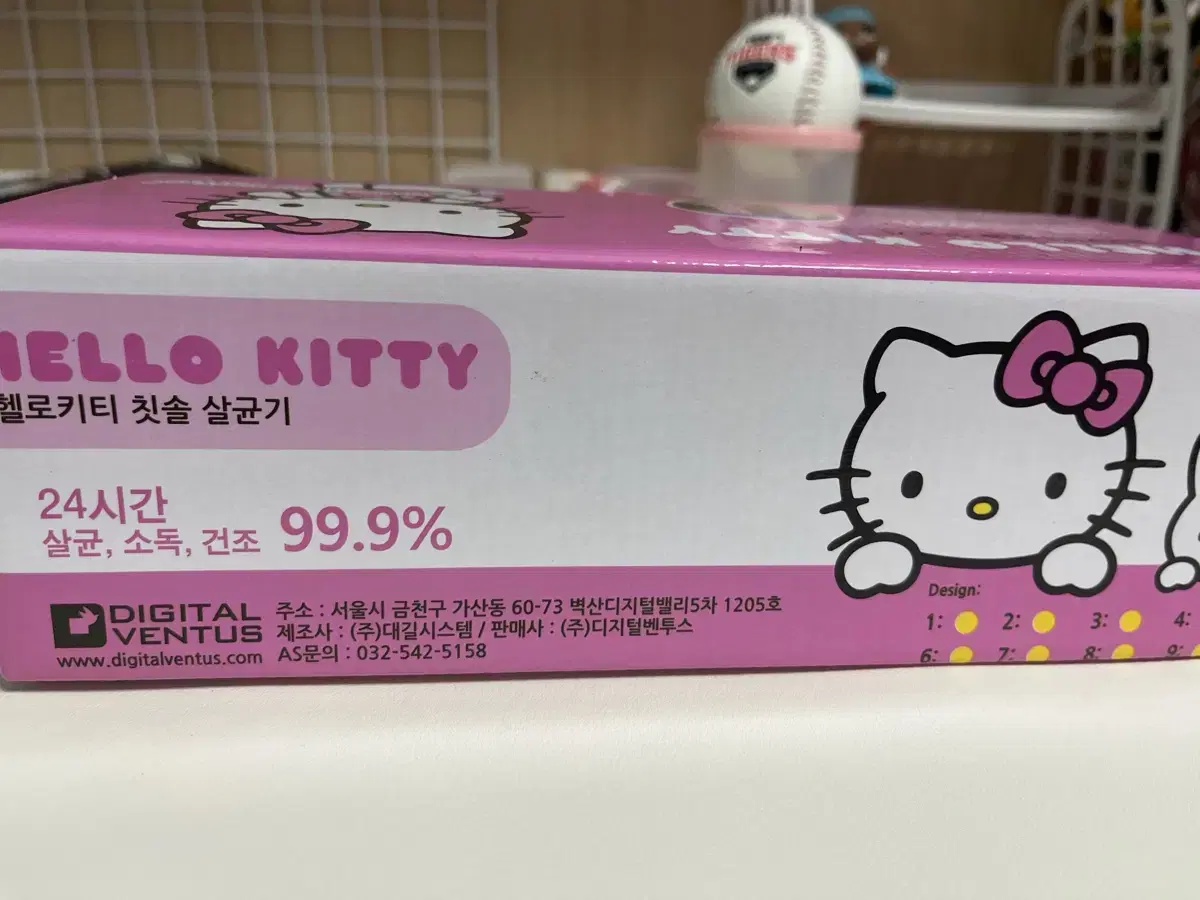 HELLO KITTY
헬로키티 칫솔 살균기
24시간
살균, 소독, 건조 99.9%
DIGITAL
VENTUS
www.digitalventus.com
주소 : 서울시 금천구 가산동 60-73 벽산디지털밸리5차 1205호
제조사 : (주)대길시스템 / 판매사 : (주)디지털벤투스
AS문의 : 032-542-5158
Design:
1: 2: 3: 4:
6: 7: 8: 9: